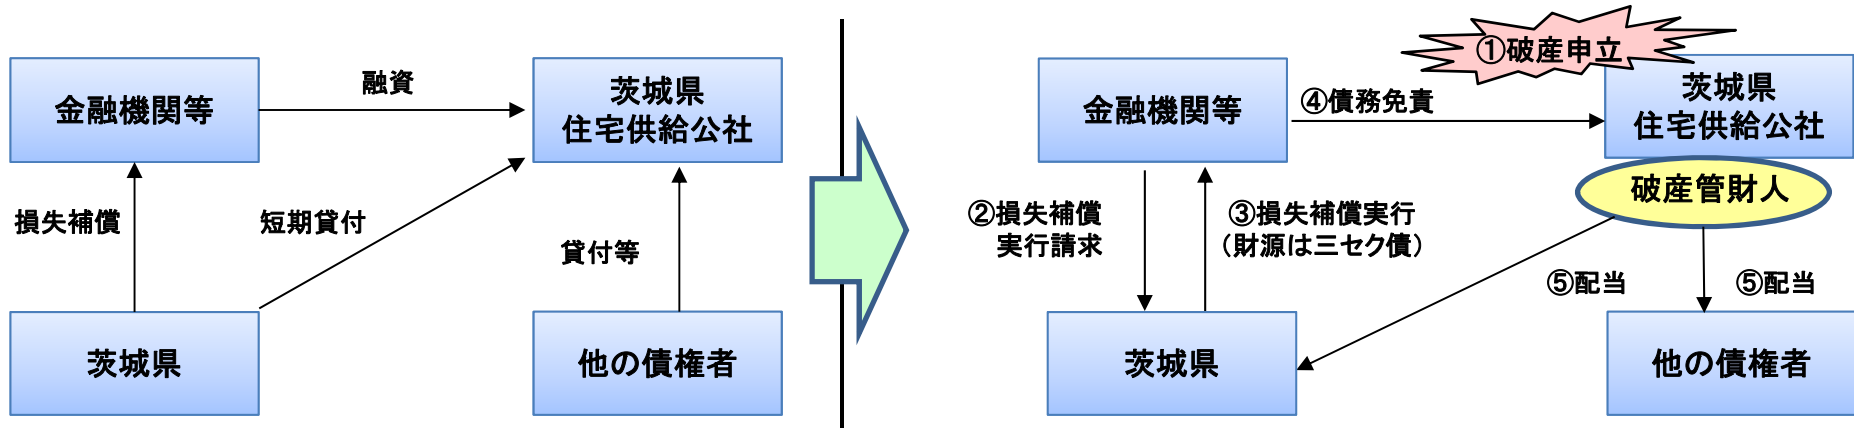 金融機関等
融資
茨城県
住宅供給公社
損失補償
短期貸付
貸付等
茨城県
他の債権者
①破産申立
金融機関等
④債務免責
茨城県
住宅供給公社
破産管財人
②損失補償
実行請求
③損失補償実行
（財源は三セク債）
⑤配当
⑤配当
茨城県
他の債権者